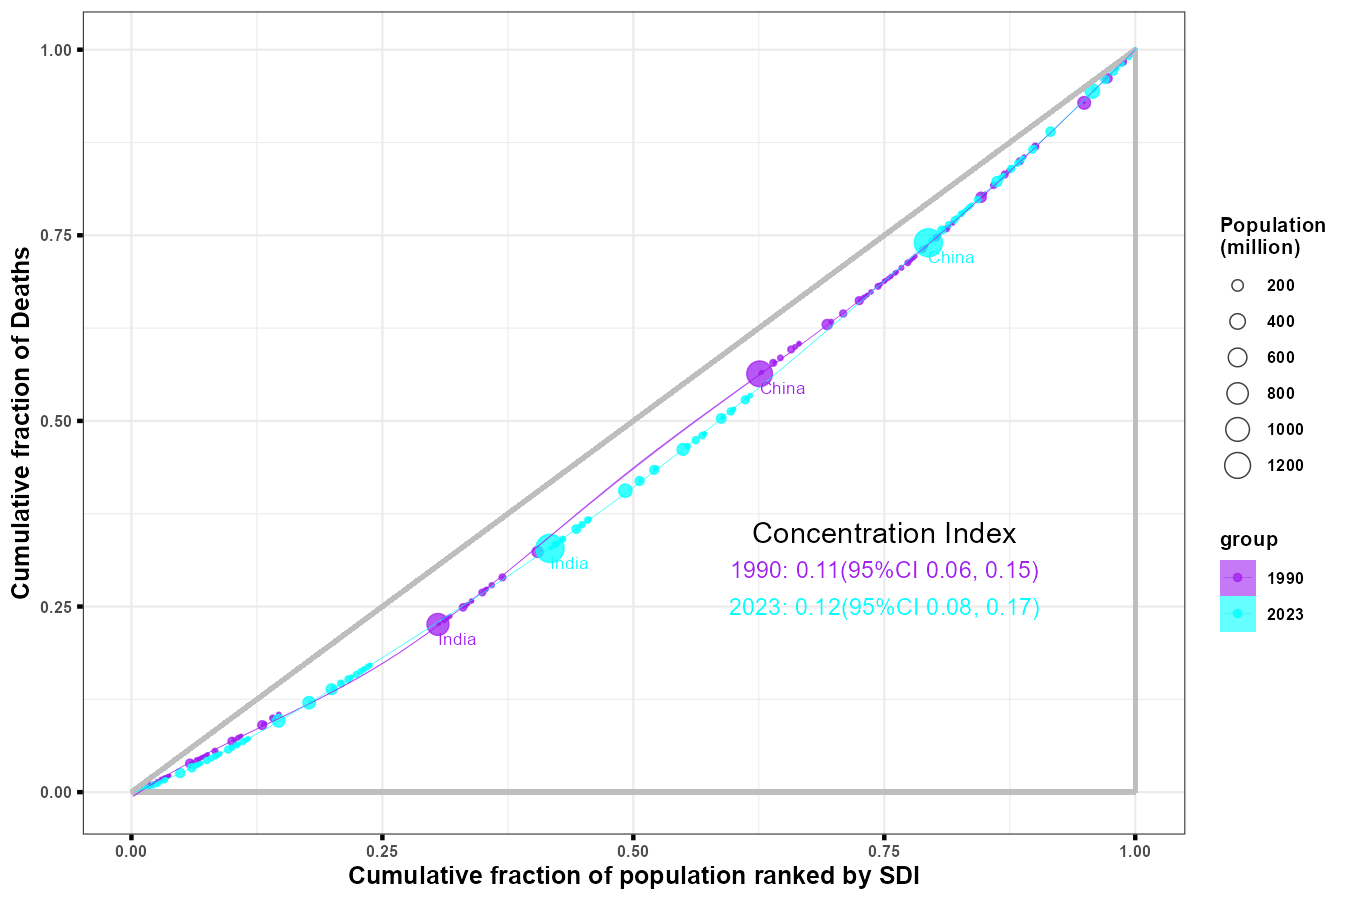 1.00
0.75
0.50
0.25
0.00
Cumulative fraction of Deaths
China
China
India
India
Concentration Index
1990: 0.11(95%CI 0.06, 0.15)
2023: 0.12(95%CI 0.08, 0.17)
0.00 0.25 0.50 0.75 1.00
Cumulative fraction of population ranked by SDI
Population
(million)
200
400
600
800
1000
1200
group
1990
2023